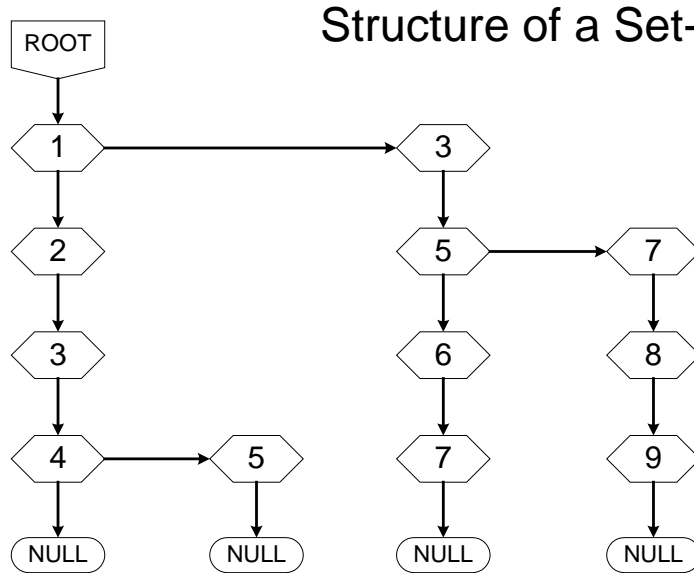 Structure of a Set-
ROOT
1 3
2 5 7
3 6 8
4 5 7 9
NULL NULL NULL NULL